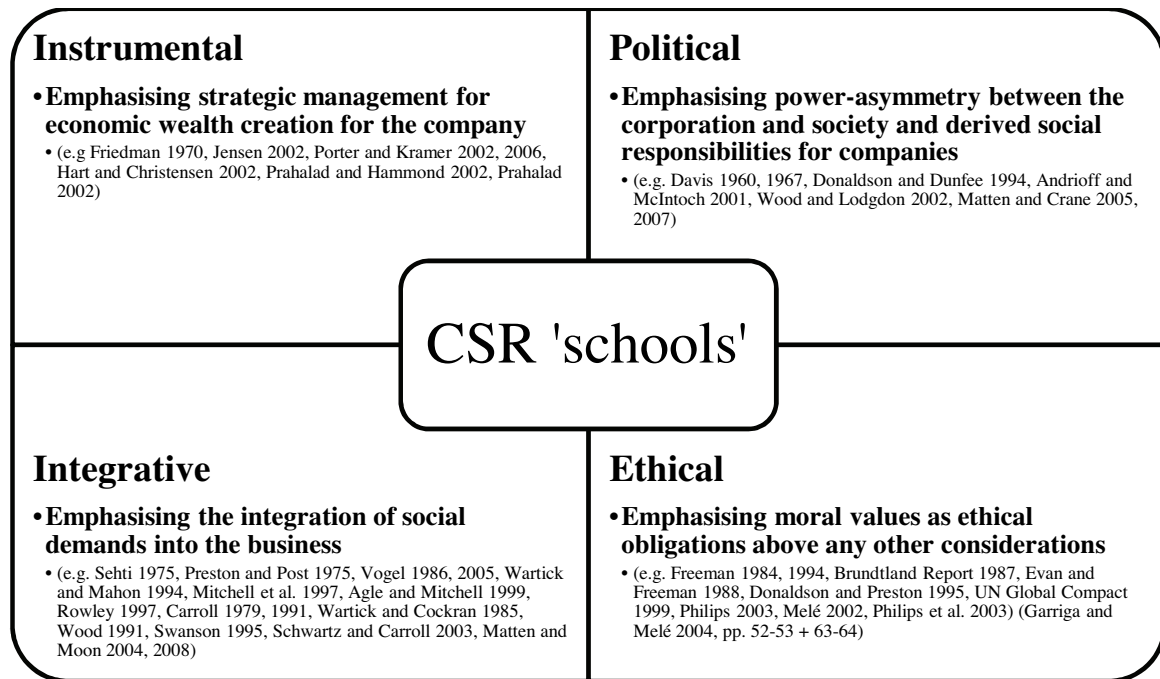 Instrumental
•Emphasising strategic management for
economic wealth creation for the company
• (e.g Friedman 1970, Jensen 2002, Porter and Kramer 2002, 2006,
Hart and Christensen 2002, Prahalad and Hammond 2002, Prahalad
2002)
Political
•Emphasising power-asymmetry between the
corporation and society and derived social
responsibilities for companies
• (e.g. Davis 1960, 1967, Donaldson and Dunfee 1994, Andrioff and
McIntoch 2001, Wood and Lodgdon 2002, Matten and Crane 2005,
2007)
CSR 'schools'
Integrative
•Emphasising the integration of social
demands into the business
• (e.g. Sehti 1975, Preston and Post 1975, Vogel 1986, 2005, Wartick
and Mahon 1994, Mitchell et al. 1997, Agle and Mitchell 1999,
Rowley 1997, Carroll 1979, 1991, Wartick and Cockran 1985,
Wood 1991, Swanson 1995, Schwartz and Carroll 2003, Matten and
Moon 2004, 2008)
Ethical
•Emphasising moral values as ethical
obligations above any other considerations
• (e.g. Freeman 1984, 1994, Brundtland Report 1987, Evan and
Freeman 1988, Donaldson and Preston 1995, UN Global Compact
1999, Philips 2003, Melé 2002, Philips et al. 2003) (Garriga and
Melé 2004, pp. 52-53 + 63-64)